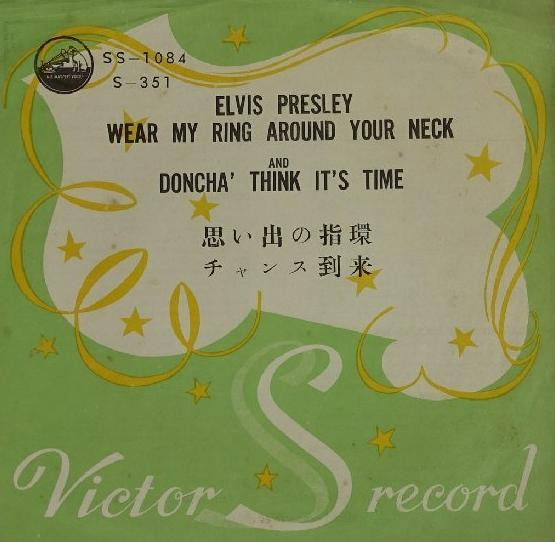 SS-1084
S-351
ELVIS PRESLEY
WEAR MY RING AROUND YOUR NECK
AND
DONCHA' THINK IT'S TIME
思い出の指環
チャンス到来
Victor S record